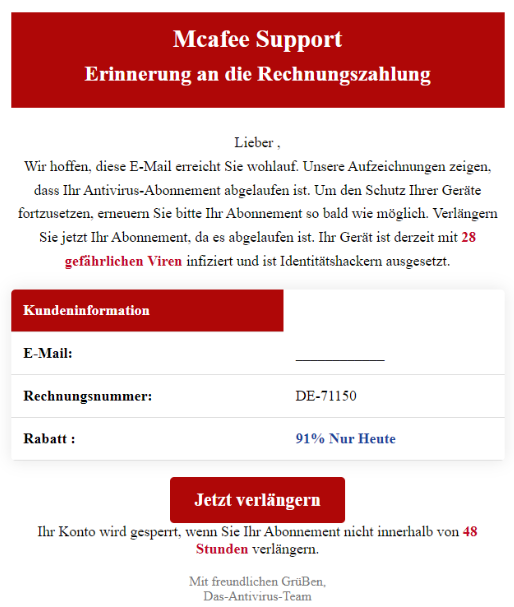 Mcafee Support
Erinnerung an die Rechnungszahlung
Lieber ,
Wir hoffen, diese E-Mail erreicht Sie wohlauf. Unsere Aufzeichnungen zeigen,
dass Ihr Antivirus-Abonnement abgelaufen ist. Um den Schutz Ihrer Geräte
fortzusetzen, erneuern Sie bitte Ihr Abonnement so bald wie möglich. Verlängern
Sie jetzt Ihr Abonnement, da es abgelaufen ist. Ihr Gerät ist derzeit mit 28
gefährlichen Viren infiziert und ist Identitätshackern ausgesetzt.
Kundeninformation
E-Mail: ____________
Rechnungsnummer: DE-71150
Rabatt : 91% Nur Heute
Jetzt verlängern
Ihr Konto wird gesperrt, wenn Sie Ihr Abonnement nicht innerhalb von 48
Stunden verlängern.
Mit freundlichen GrüBen,
Das-Antivirus-Team